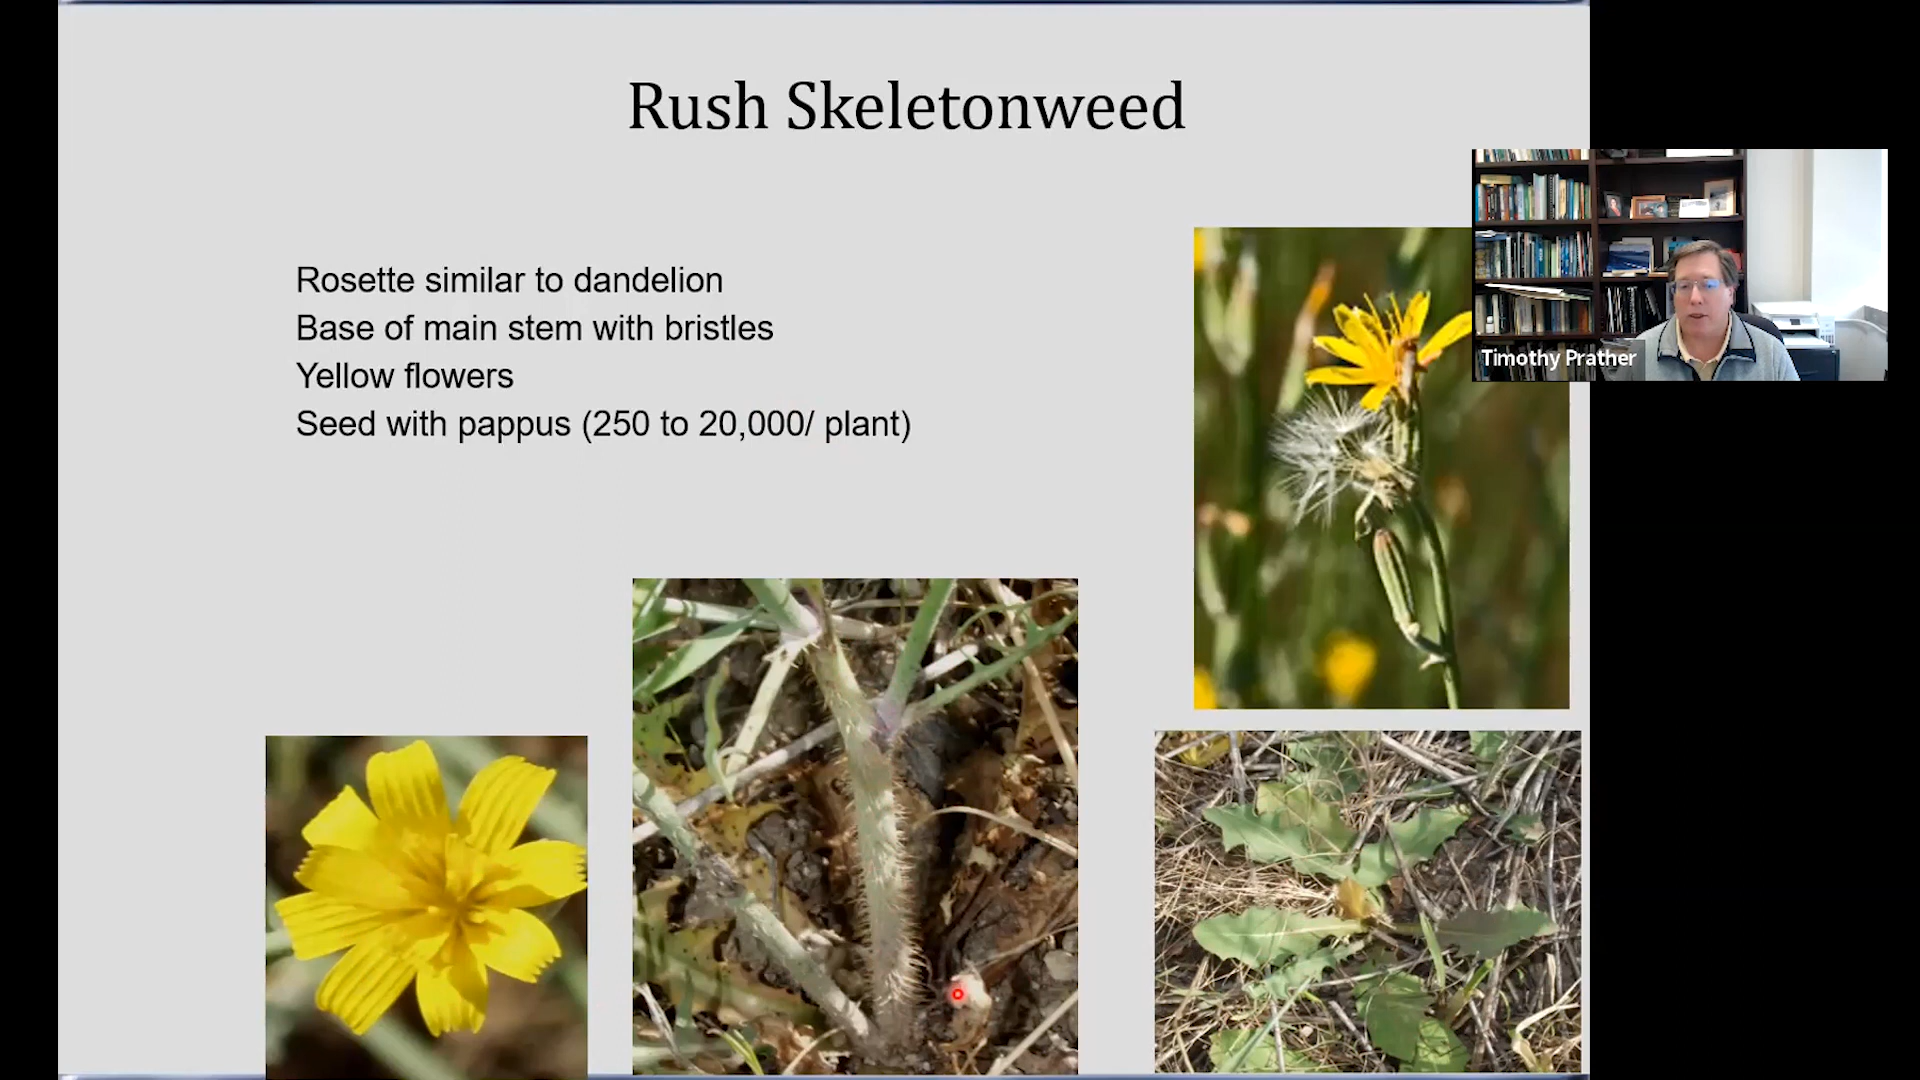 Rush Skeletonweed
Rosette similar to dandelion
Base of main stem with bristles
Yellow flowers
Seed with pappus (250 to 20,000/ plant)
Timothy Prather